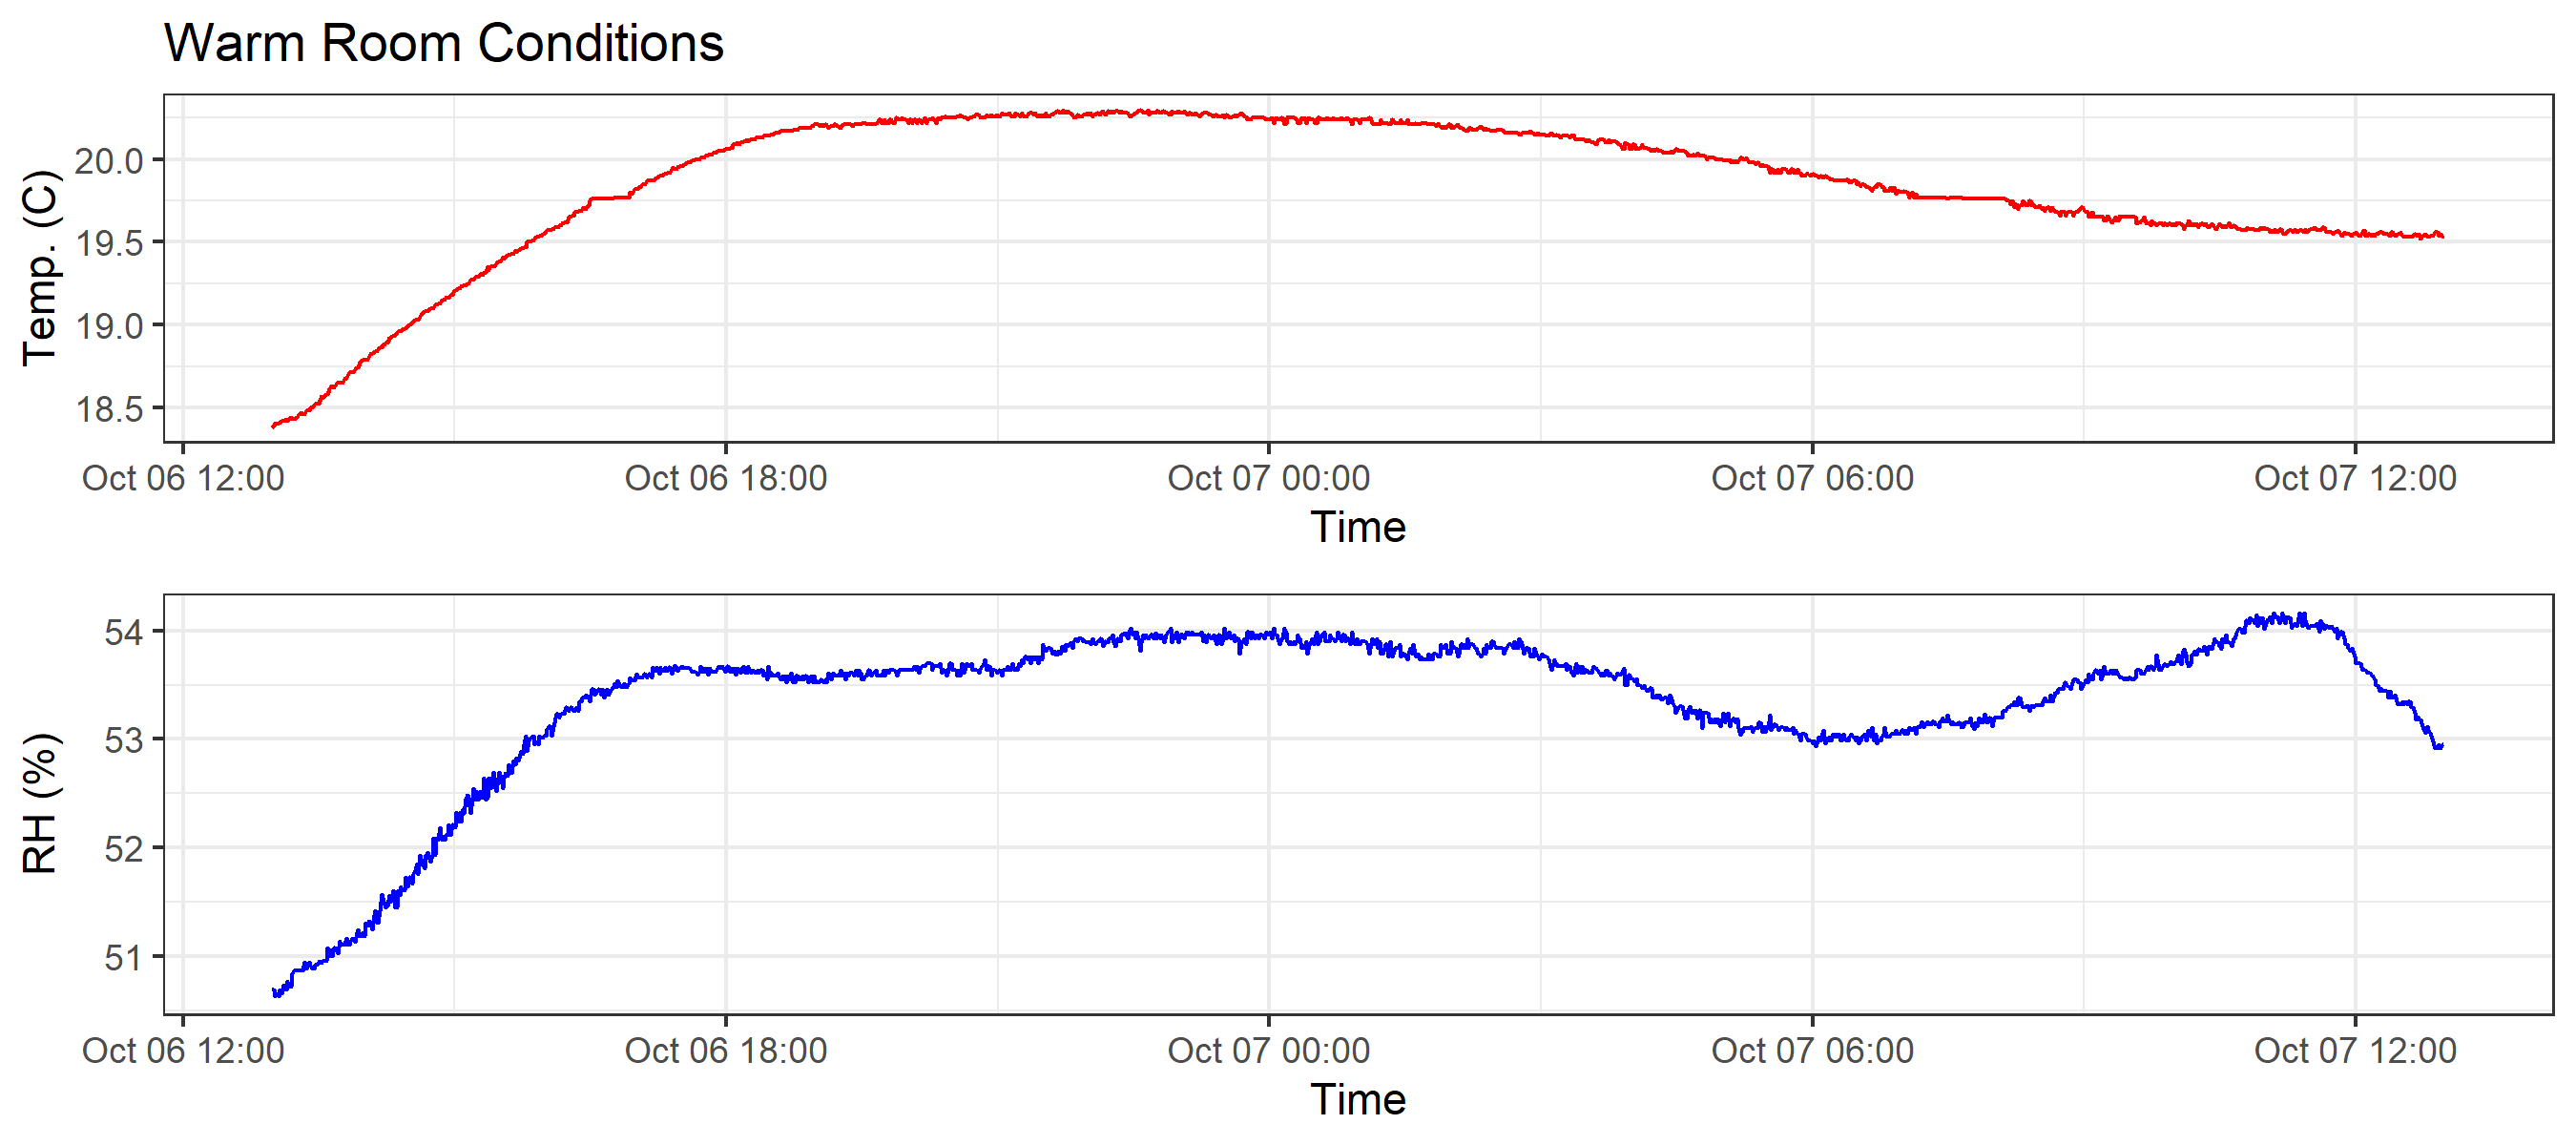 Warm Room Conditions
Temp. (C)
20.0
19.5
19.0
18.5
Oct 06 12:00 Oct 06 18:00 Oct 07 00:00 Oct 07 06:00 Oct 07 12:00
Time
RH (%)
54
53
52
51
Oct 06 12:00 Oct 06 18:00 Oct 07 00:00 Oct 07 06:00 Oct 07 12:00
Time